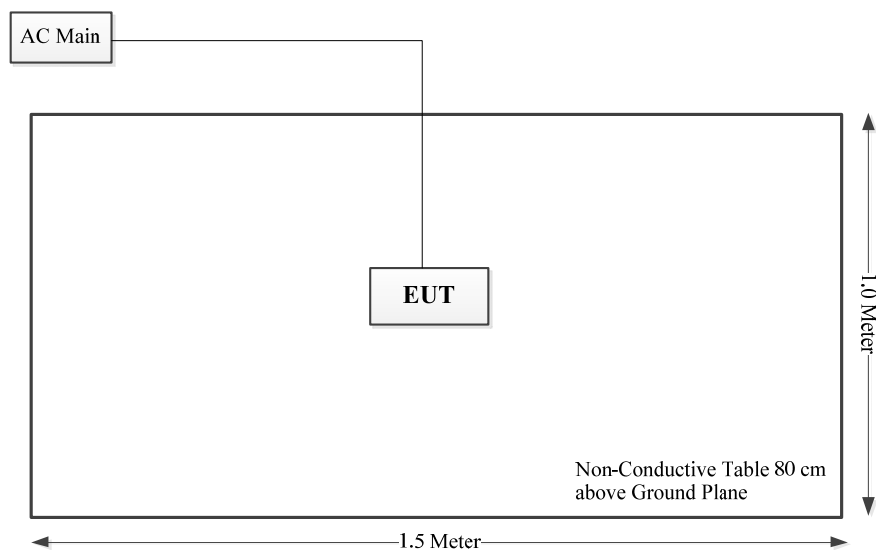 AC Main
EUT
1.0 Meter
Non-Conductive Table 80 cm
above Ground Plane
1.5 Meter